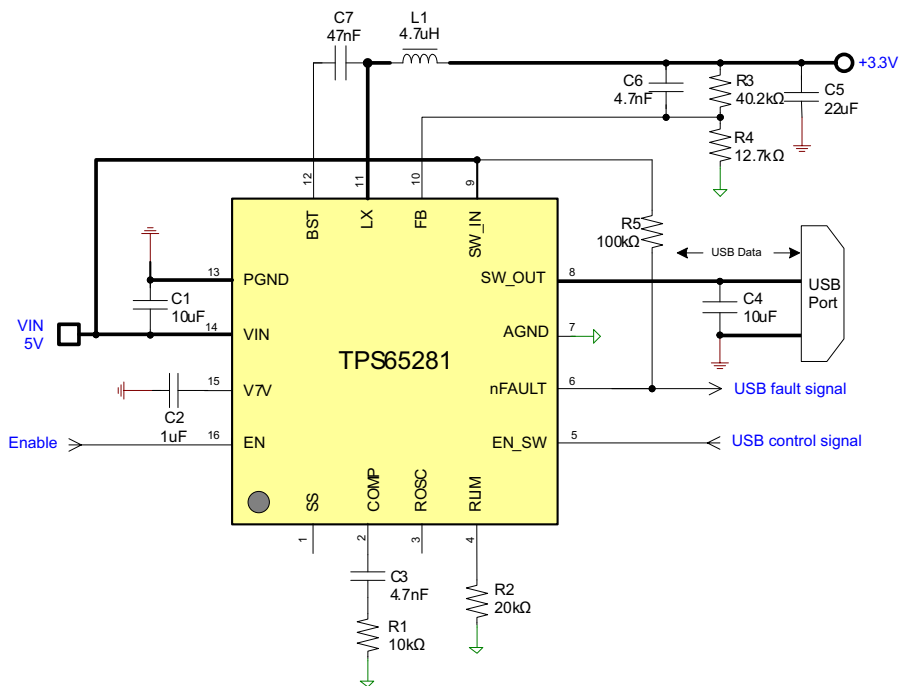 C7
47nF
L1
4.7uH
+3.3V
C6
4.7nF
R3
40.2kΩ
C5
22uF
R4
12.7kΩ
12
11
10
9
BST
LX
FB
SW_IN
R5
100kΩ
USB Data
13
PGND
SW_OUT
8
USB
Port
C1
10uF
C4
10uF
VIN
5V
14
VIN
AGND
7
TPS65281
15
V7V
nFAULT
6
USB fault signal
C2
1uF
Enable
16
EN
EN_SW
5
USB control signal
SS
COMP
ROSC
RLIM
1
2
3
4
C3
4.7nF
R2
20kΩ
R1
10kΩ